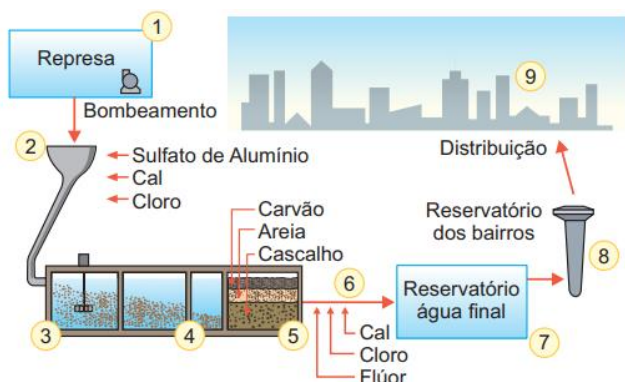 1
Represa
Bombeamento
2
Sulfato de Alumínio
Cal
Cloro
9
Distribuição
Carvão
Areia
Cascalho
Reservatório
dos bairros
8
3
4
5
6
Cal
Cloro
Flúor
Reservatório
água final
7